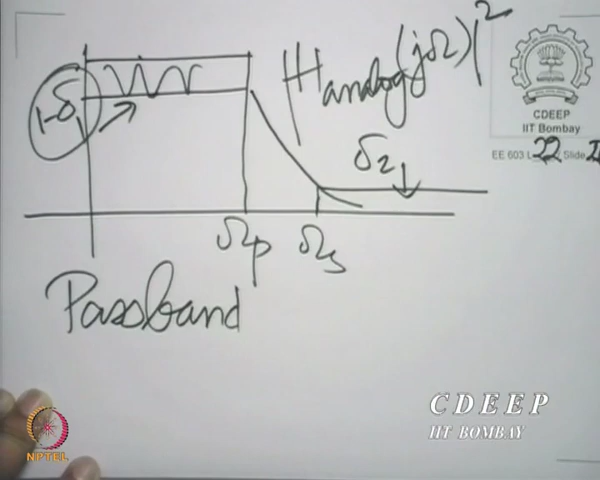 |H analog(jΩ)|²
1-δ₁
δ₂
Ωp Ωs
Passband
CDEEP
IIT Bombay
EE 603 L 22 Slide
CDEEP
IIT BOMBAY
NPTEL